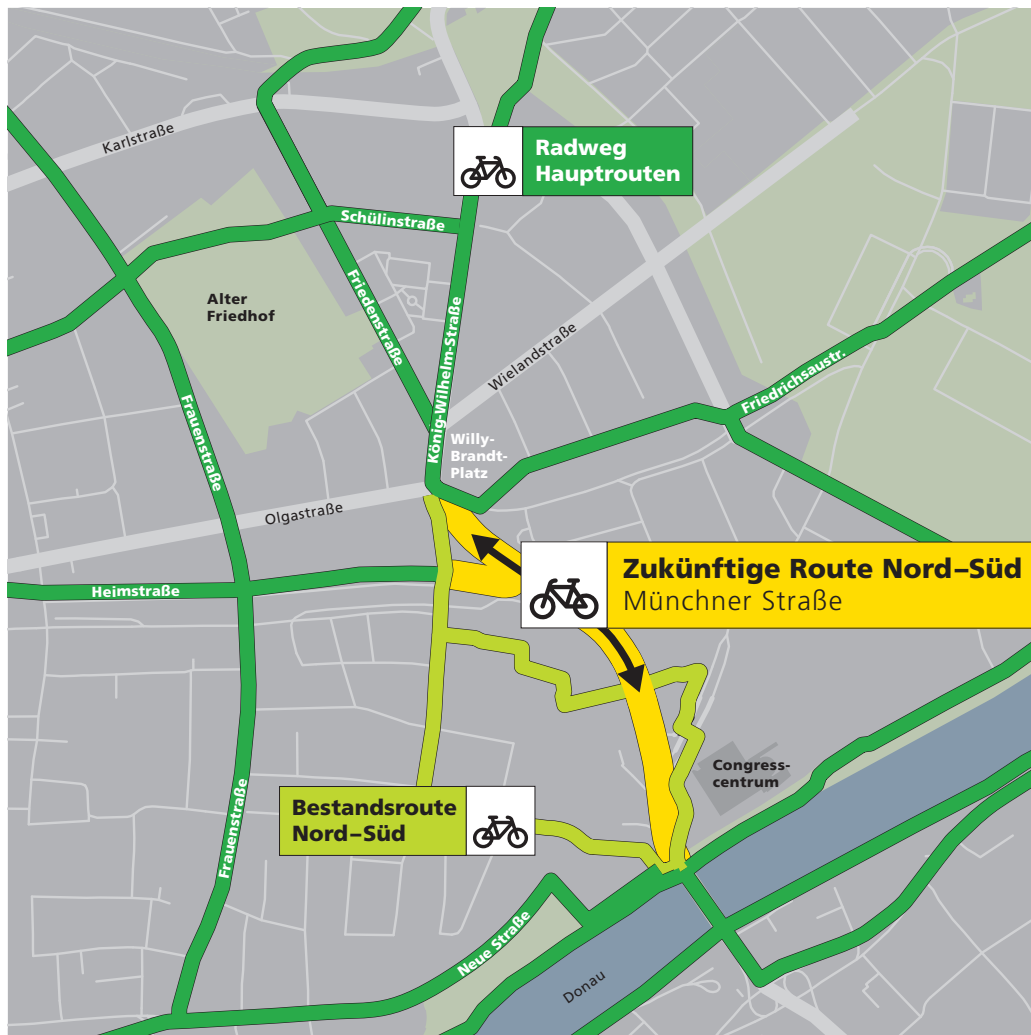 Karlstraße
Radweg
Hauptrouten
Schülinstraße
Alter
Friedhof
Friedenstraße
König-Wilhelm-Straße
Wielandstraße
Friedrichsaustr.
Frauenstraße
Willy-
Brandt-
Platz
Olgastraße
Zukünftige Route Nord–Süd
Münchner Straße
Heimstraße
Congress-
centrum
Bestandsroute
Nord–Süd
Frauenstraße
Neue Straße
Donau